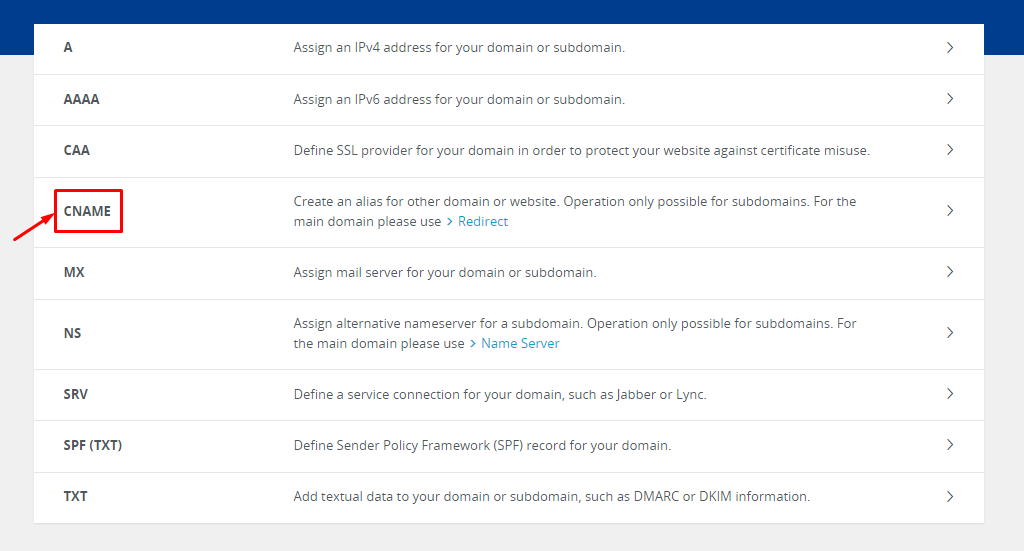 A
Assign an IPv4 address for your domain or subdomain.
AAAA
Assign an IPv6 address for your domain or subdomain.
CAA
Define SSL provider for your domain in order to protect your website against certificate misuse.
CNAME
Create an alias for other domain or website. Operation only possible for subdomains. For the
main domain please use > Redirect
MX
Assign mail server for your domain or subdomain.
NS
Assign alternative nameserver for a subdomain. Operation only possible for subdomains. For
the main domain please use > Name Server
SRV
Define a service connection for your domain, such as Jabber or Lync.
SPF (TXT)
Define Sender Policy Framework (SPF) record for your domain.
TXT
Add textual data to your domain or subdomain, such as DMARC or DKIM information.